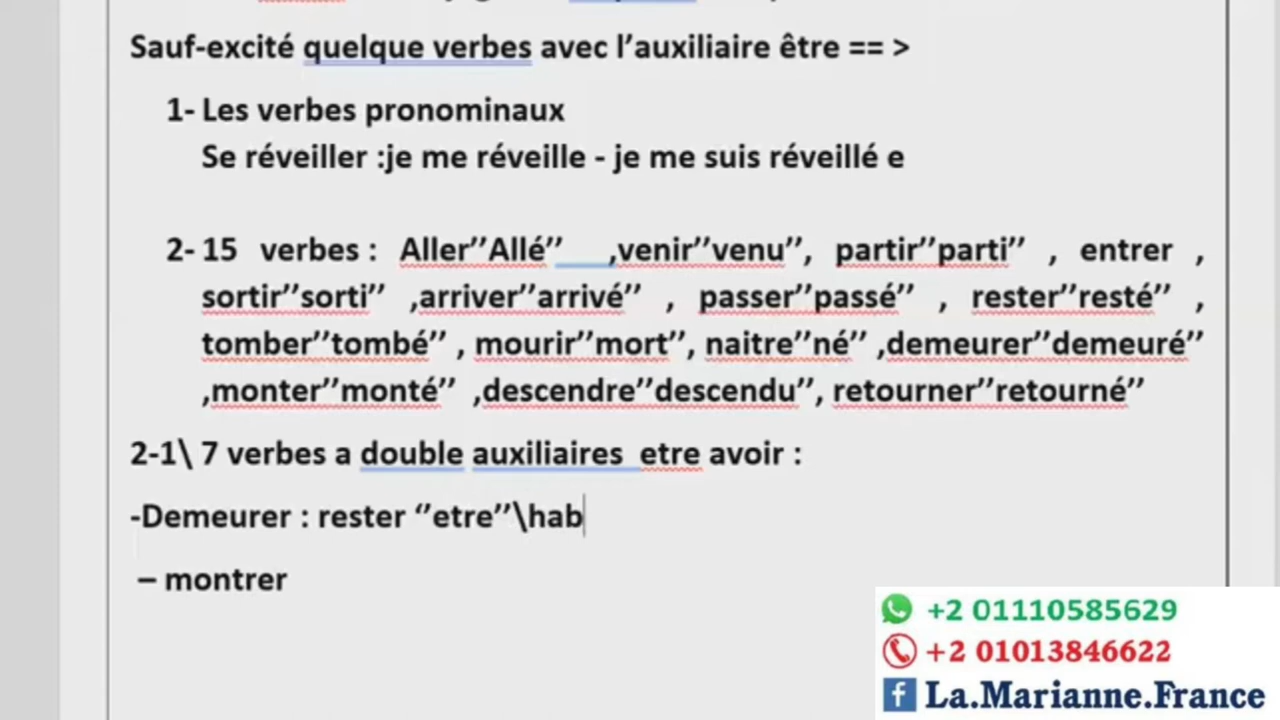 Sauf-excité quelque verbes avec l’auxiliaire être == >
1- Les verbes pronominaux
Se réveiller :je me réveille - je me suis réveillé e
2- 15 verbes : Aller’’Allé’’ ,venir’’venu’’, partir’’parti’’ , entrer ,
sortir’’sorti’’ ,arriver’’arrivé’’ , passer’’passé’’ , rester’’resté’’ ,
tomber’’tombé’’ , mourir’’mort’’, naitre’’né’’ ,demeurer’’demeuré’’
,monter’’monté’’ ,descendre’’descendu’’, retourner’’retourné’’
2-1\ 7 verbes a double auxiliaires etre avoir :
-Demeurer : rester ‘’etre’’\hab
– montrer
+2 01110585629
+2 01013846622
La.Marianne.France